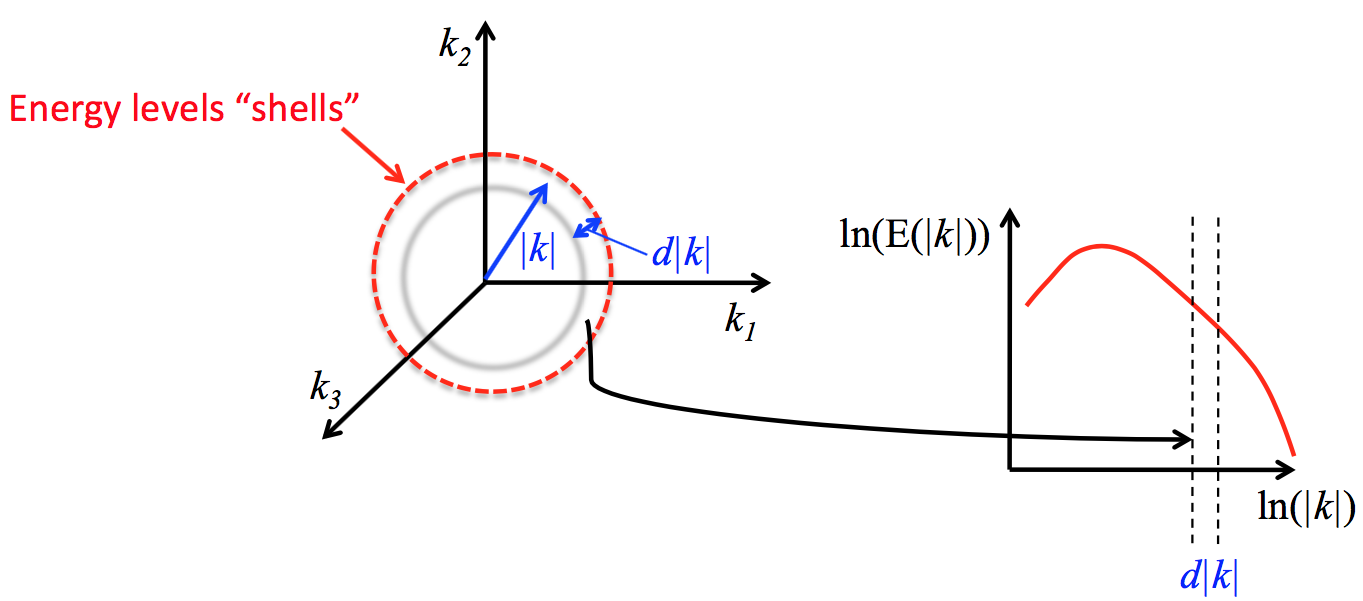 k₂
Energy levels “shells”
|k|
d|k|
k₁
k₃
ln(E(|k|))
ln(|k|)
d|k|